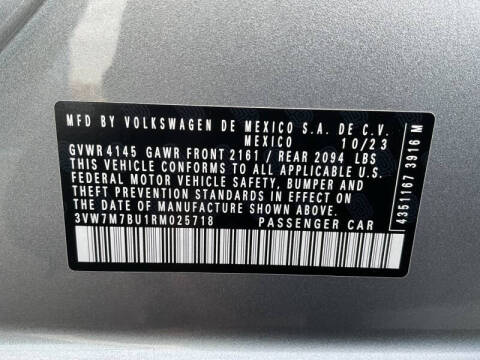 MFD BY VOLKSWAGEN DE MEXICO S.A. DE C.V.
MEXICO 10/23
GVWR 4145 GAWR FRONT 2161 / REAR 2094 LBS
THIS VEHICLE CONFORMS TO ALL APPLICABLE U.S.
FEDERAL MOTOR VEHICLE SAFETY, BUMPER AND
THEFT PREVENTION STANDARDS IN EFFECT ON
THE DATE OF MANUFACTURE SHOWN ABOVE.
3VW7M7BU1RM025718 PASSENGER CAR
4351167 3916 M